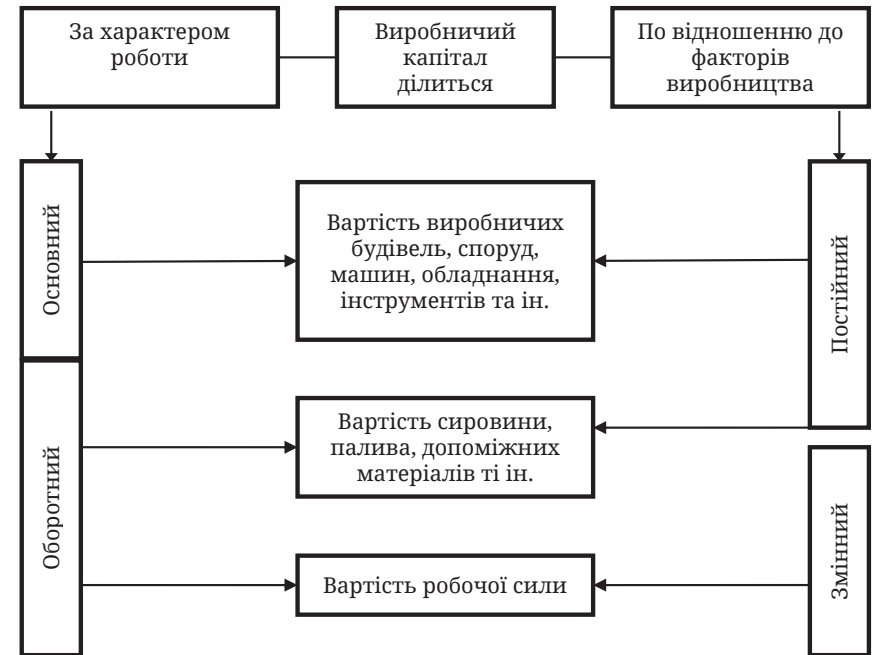 За характером
роботи
Виробничий
капітал
ділиться
По відношенню до
факторів
виробництва
Основний
Вартість виробничих
будівель, споруд,
машин, обладнання,
інструментів та ін.
Постійний
Оборотний
Вартість сировини,
палива, допоміжних
матеріалів ті ін.
Змінний
Вартість робочої сили